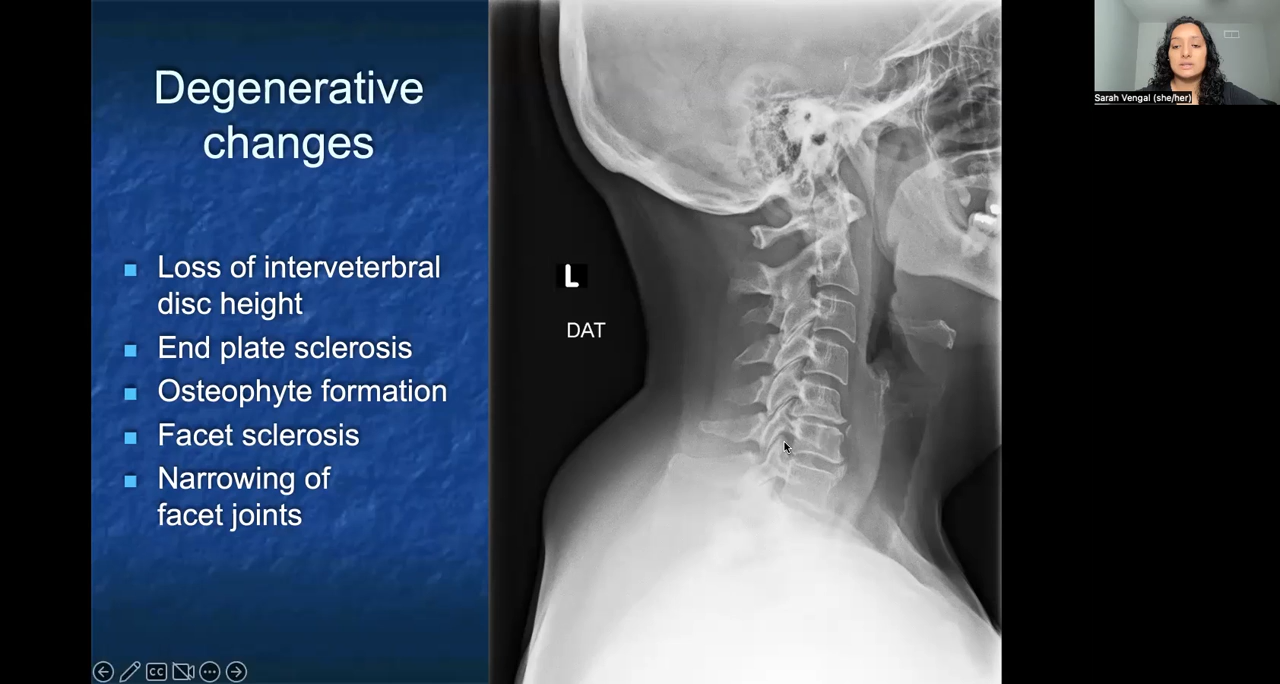 Degenerative
changes
Loss of interveterbral
disc height
End plate sclerosis
Osteophyte formation
Facet sclerosis
Narrowing of
facet joints
L
DAT
Sarah Vengal (she/her)
CC